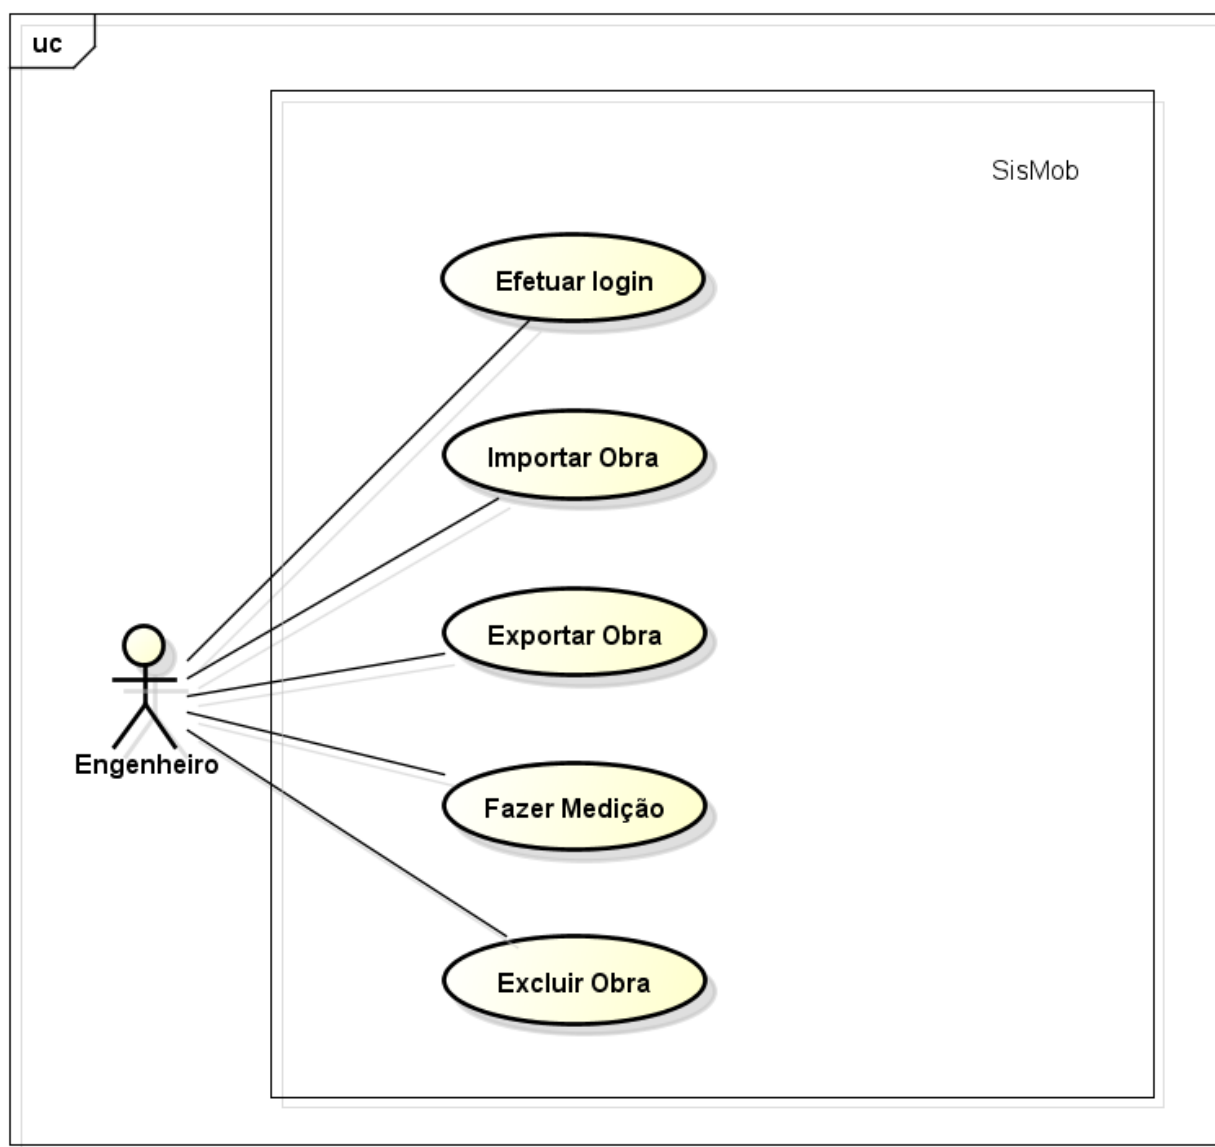 uc
SisMob
Efetuar login
Importar Obra
Exportar Obra
Engenheiro
Fazer Medição
Excluir Obra